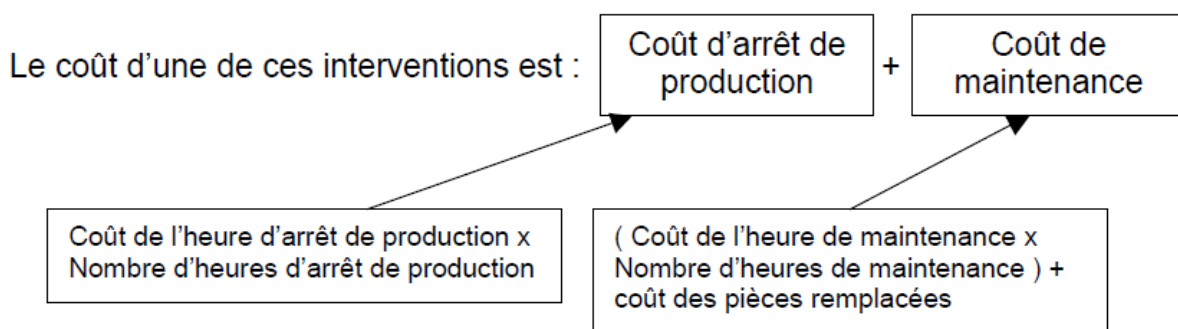 Le coût d’une de ces interventions est :
Coût d’arrêt de
production
+
Coût de
maintenance
Coût de l’heure d’arrêt de production x
Nombre d’heures d’arrêt de production
( Coût de l’heure de maintenance x
Nombre d’heures de maintenance ) +
coût des pièces remplacées